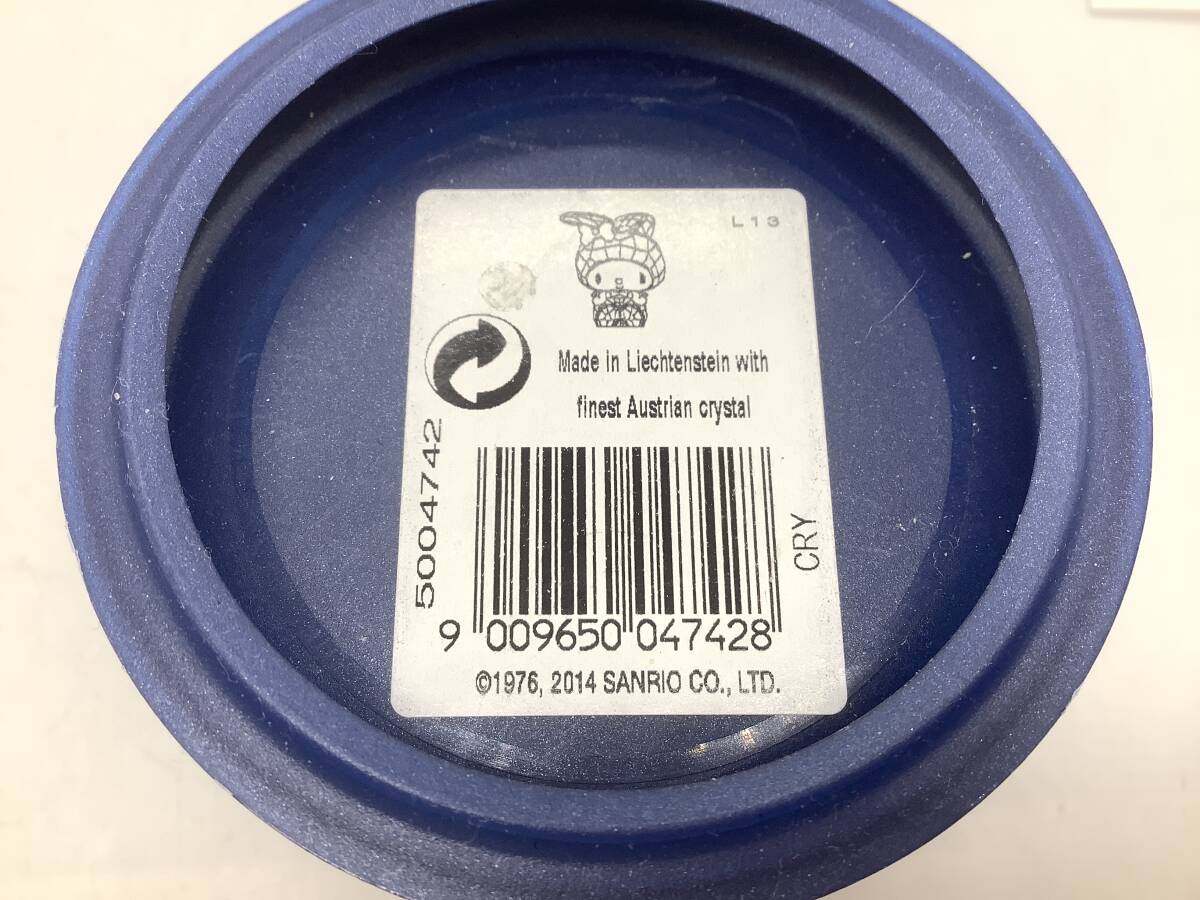 L13
Made in Liechtenstein with
finest Austrian crystal
5004742
CRY
9 009650 047428
©1976, 2014 SANRIO CO., LTD.